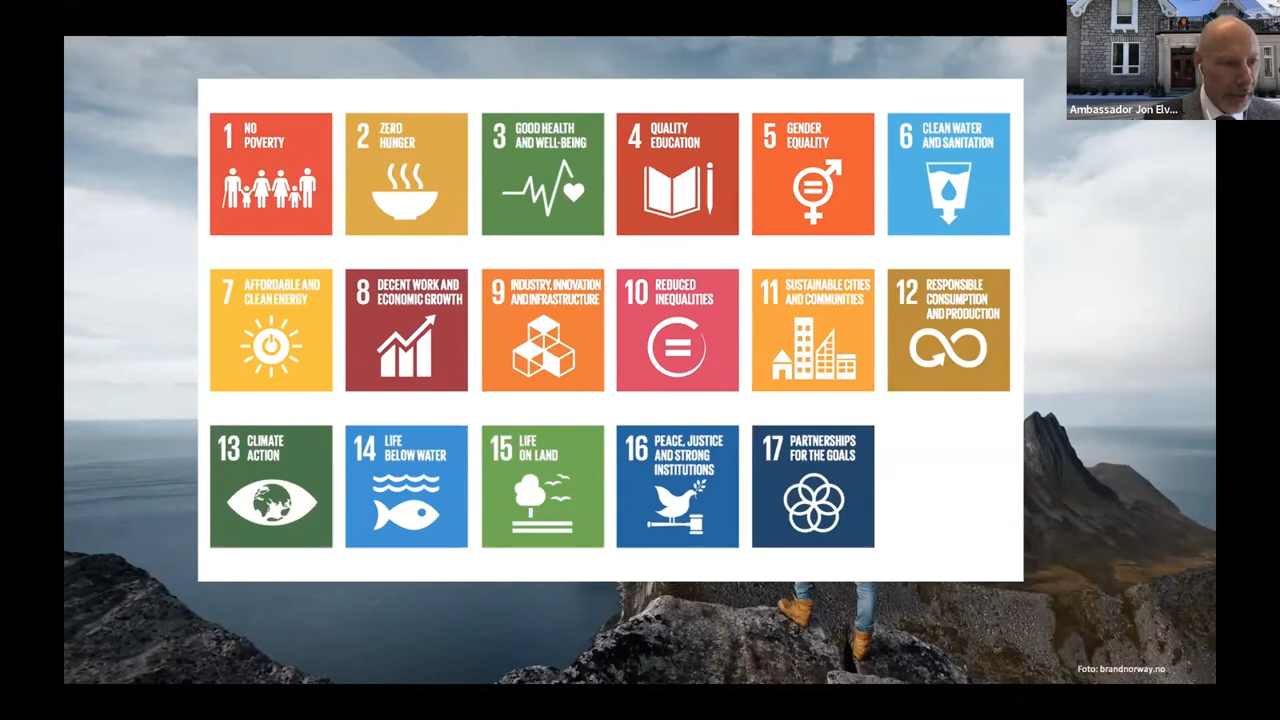 Ambassador Jon Elv...
1 NO
POVERTY
2 ZERO
HUNGER
3 GOOD HEALTH
AND WELL-BEING
4 QUALITY
EDUCATION
5 GENDER
EQUALITY
6 CLEAN WATER
AND SANITATION
7 AFFORDABLE AND
CLEAN ENERGY
8 DECENT WORK AND
ECONOMIC GROWTH
9 INDUSTRY, INNOVATION
AND INFRASTRUCTURE
10 REDUCED
INEQUALITIES
11 SUSTAINABLE CITIES
AND COMMUNITIES
12 RESPONSIBLE
CONSUMPTION
AND PRODUCTION
13 CLIMATE
ACTION
14 LIFE
BELOW WATER
15 LIFE
ON LAND
16 PEACE, JUSTICE
AND STRONG
INSTITUTIONS
17 PARTNERSHIPS
FOR THE GOALS
Foto: brandnorway.no